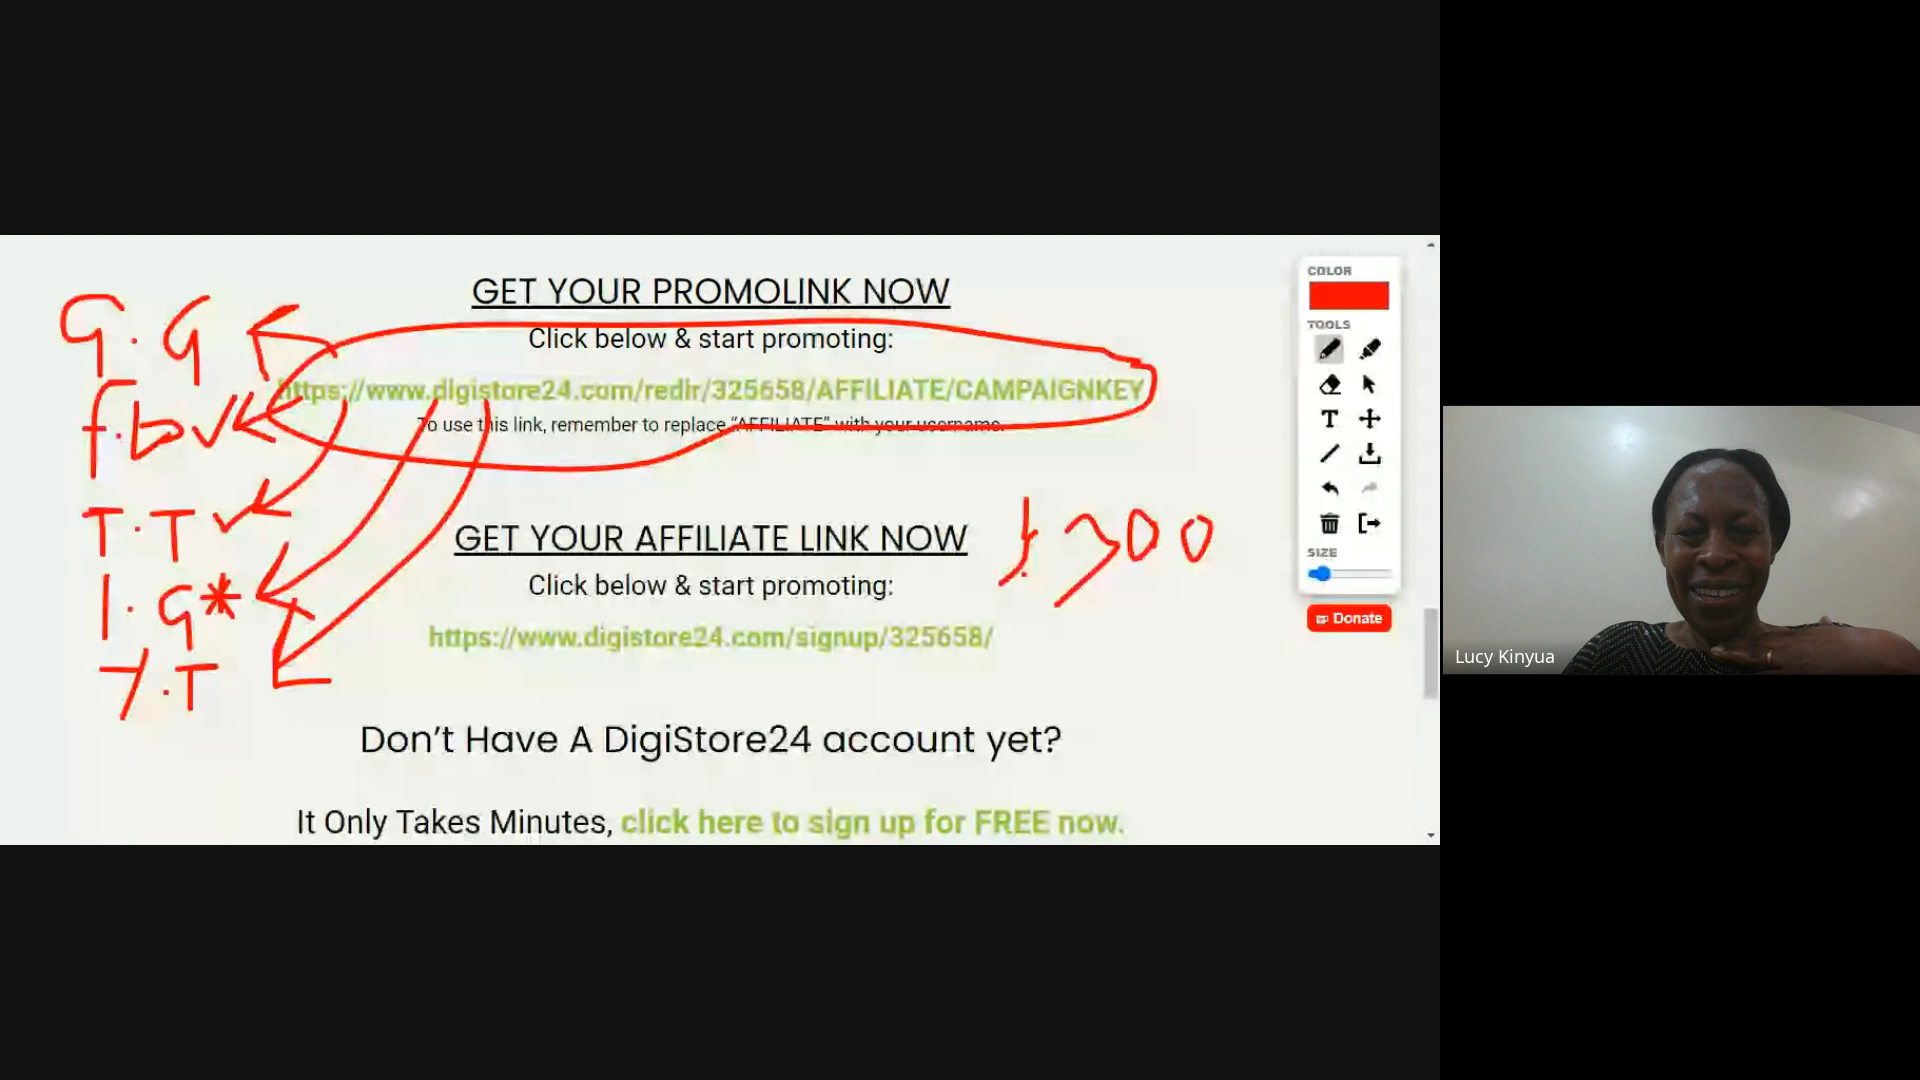 GET YOUR PROMOLINK NOW
Click below & start promoting:
https://www.digistore24.com/redir/325658/AFFILIATE/CAMPAIGNKEY
To use this link, remember to replace “AFFILIATE” with your username.
GET YOUR AFFILIATE LINK NOW
Click below & start promoting:
https://www.digistore24.com/signup/325658/
Don’t Have A DigiStore24 account yet?
It Only Takes Minutes, click here to sign up for FREE now.
G.G
f.b
T.T
I.G*
Y.T
300
COLOR
TOOLS
T
SIZE
Donate
Lucy Kinyua